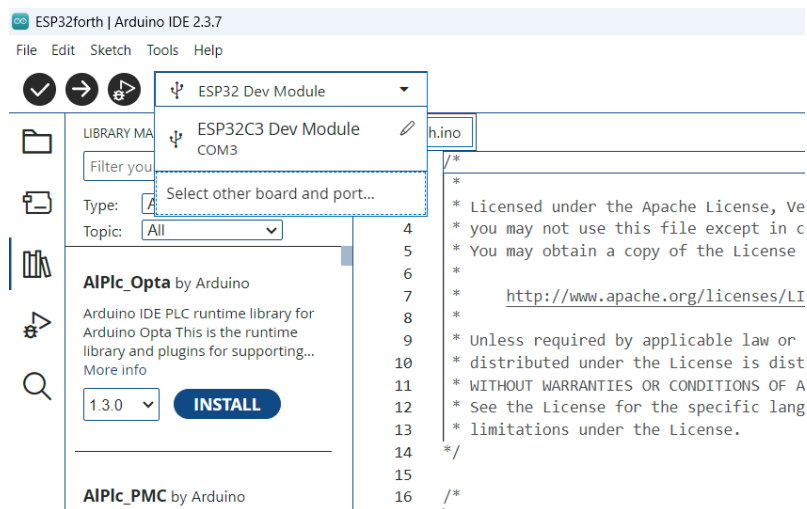 ESP32forth | Arduino IDE 2.3.7
File Edit Sketch Tools Help
ESP32 Dev Module
ESP32C3 Dev Module
COM3
Select other board and port...
LIBRARY MA
Filter you
Type:
Topic: All
AlPlc_Opta by Arduino
Arduino IDE PLC runtime library for
Arduino Opta This is the runtime
library and plugins for supporting...
More info
1.3.0 INSTALL
AlPlc_PMC by Arduino
h.ino
/*
*
* Licensed under the Apache License, Ve
4 * you may not use this file except in c
5 * You may obtain a copy of the License
6 *
7 * http://www.apache.org/licenses/LI
8 *
9 * Unless required by applicable law or
10 * distributed under the License is dist
11 * WITHOUT WARRANTIES OR CONDITIONS OF A
12 * See the License for the specific lang
13 * limitations under the License.
14 */
15
16 /*